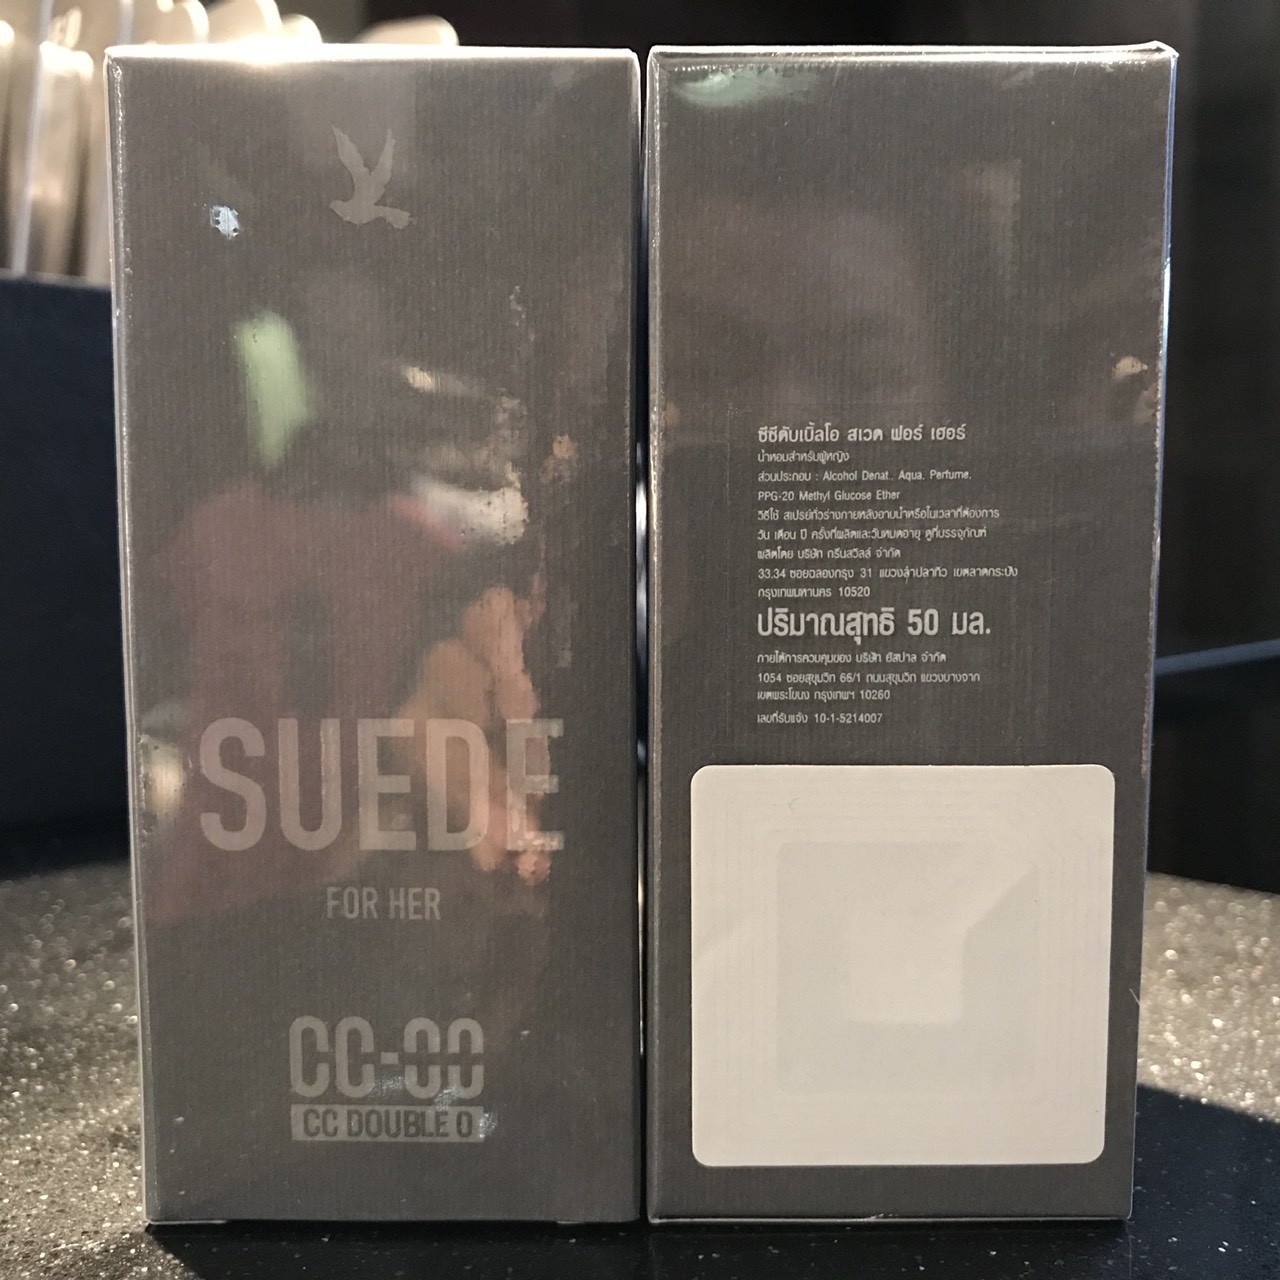 SUEDE
FOR HER
CC-OO
CC DOUBLE O
ซีซีดับเบิ้ลโอ สเวด ฟอร์ เฮอร์
น้ำหอมสำหรับผู้หญิง
ส่วนประกอบ : Alcohol Denat., Aqua, Perfume,
PPG-20 Methyl Glucose Ether
วิธีใช้ สเปรย์ทั่วร่างกายหลังอาบน้ำหรือในเวลาที่ต้องการ
วัน เดือน ปี ครั้งที่ผลิตและวันหมดอายุ ดูที่บรรจุภัณฑ์
ผลิตโดย บริษัท กรีนสวิลล์ จำกัด
33,34 ซอยฉลองกรุง 31 แขวงลำปลาทิว เขตลาดกระบัง
กรุงเทพมหานคร 10520
ปริมาณสุทธิ 50 มล.
ภายใต้การควบคุมของ บริษัท ยัสปาล จำกัด
1054 ซอยสุขุมวิท 66/1 ถนนสุขุมวิท แขวงบางจาก
เขตพระโขนง กรุงเทพฯ 10260
เลขที่รับแจ้ง 10-1-5214007